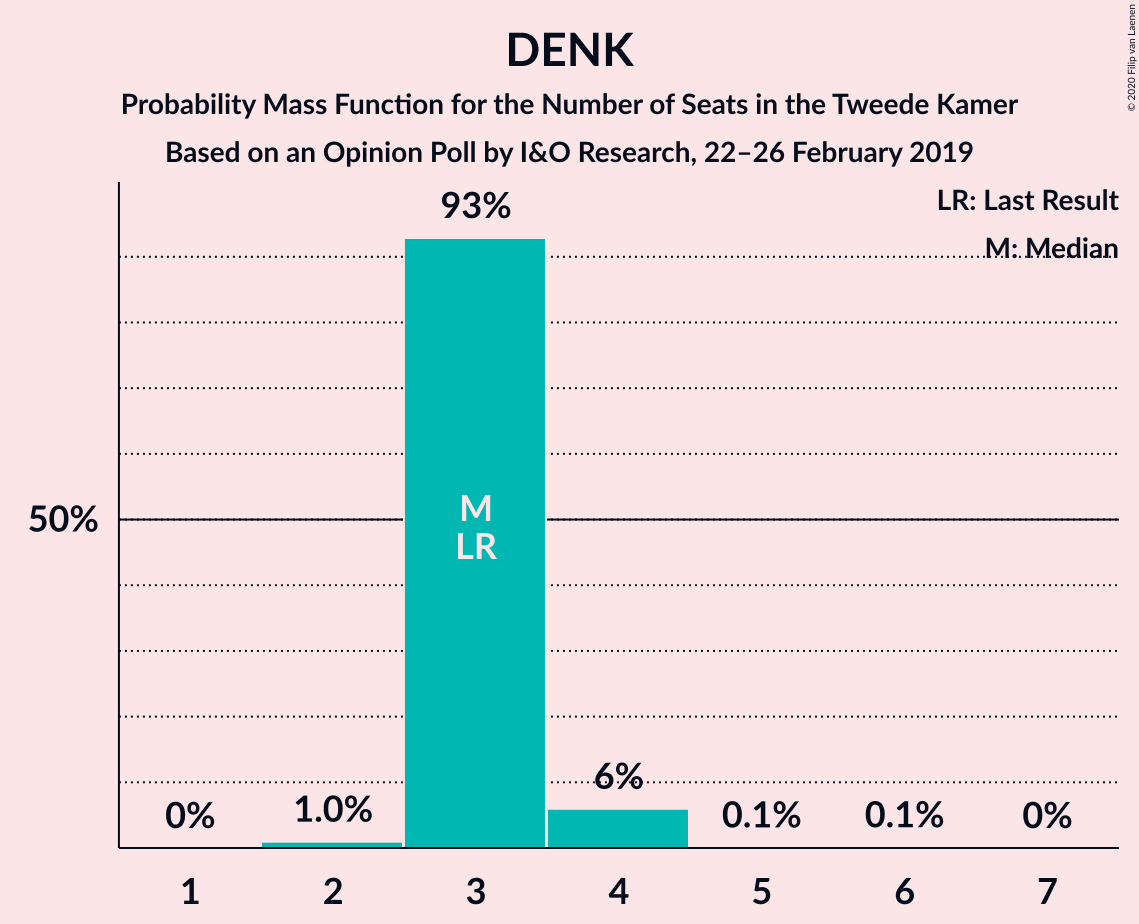 DENK
Probability Mass Function for the Number of Seats in the Tweede Kamer
Based on an Opinion Poll by I&O Research, 22–26 February 2019
© 2020 Filip van Laenen
LR: Last Result
M: Median
93%
50%
M
LR
0%
1.0%
6%
0.1%
0.1%
0%
1
2
3
4
5
6
7